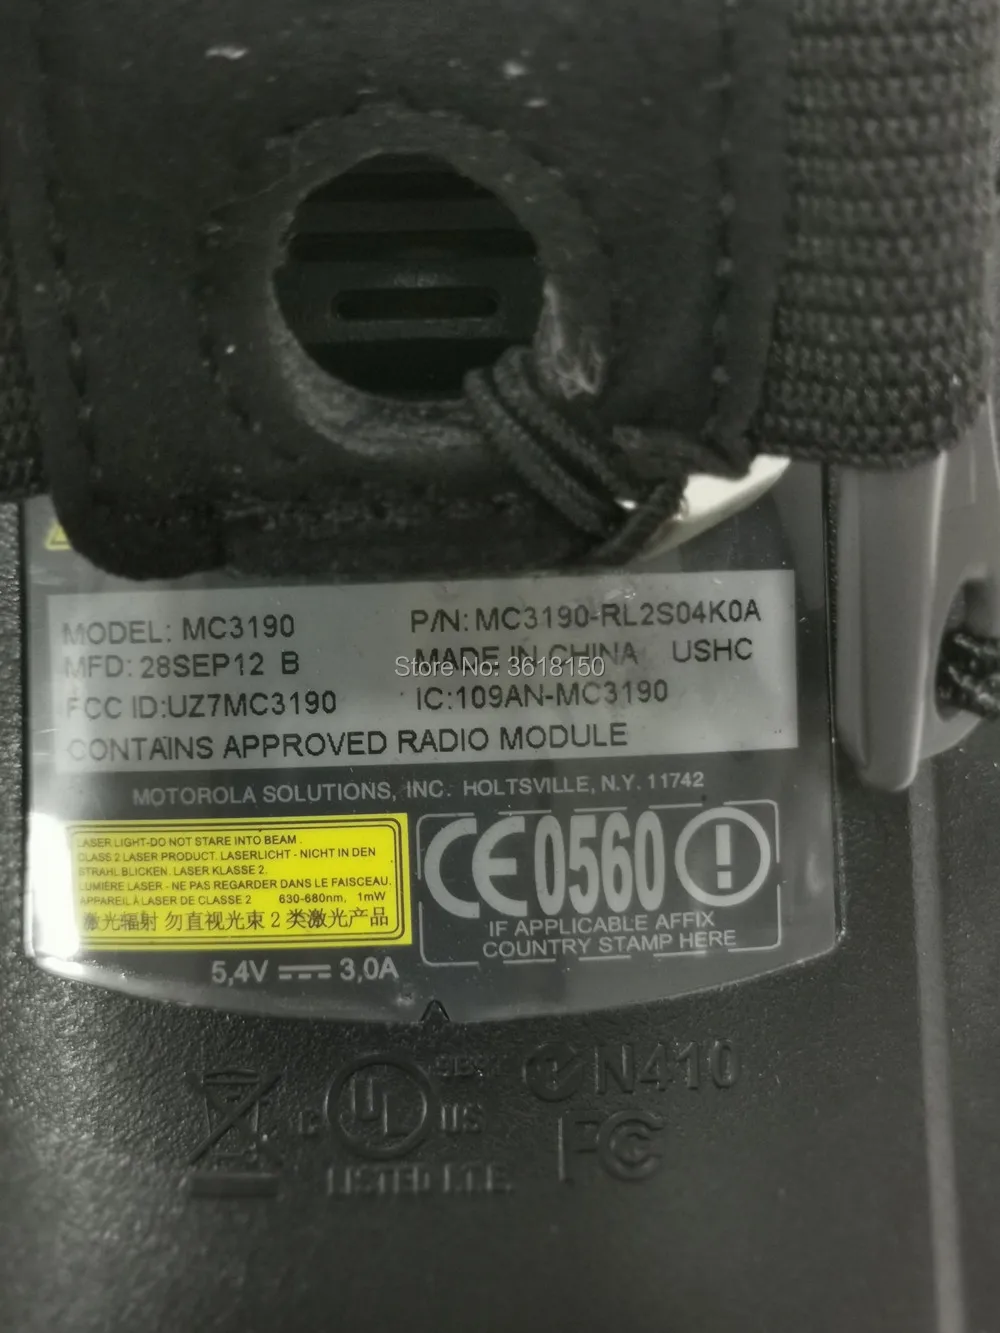 MODEL: MC3190 P/N: MC3190-RL2S04K0A
MFD: 28SEP12 B MADE IN CHINA USHC
Store No: 3618150
FCC ID:UZ7MC3190 IC:109AN-MC3190
CONTAINS APPROVED RADIO MODULE
MOTOROLA SOLUTIONS, INC. HOLTSVILLE, N.Y. 11742
LASER LIGHT-DO NOT STARE INTO BEAM.
CLASS 2 LASER PRODUCT. LASERLICHT - NICHT IN DEN
STRAHL BLICKEN. LASER KLASSE 2.
LUMIÈRE LASER - NE PAS REGARDER DANS LE FAISCEAU.
APPAREIL À LASER DE CLASSE 2 630-680nm, 1mW
激光辐射 勿直视光束 2 类激光产品
CE0560 !
IF APPLICABLE AFFIX
COUNTRY STAMP HERE
5,4V 3,0A
C UL US
LISTED I.T.E.
N410